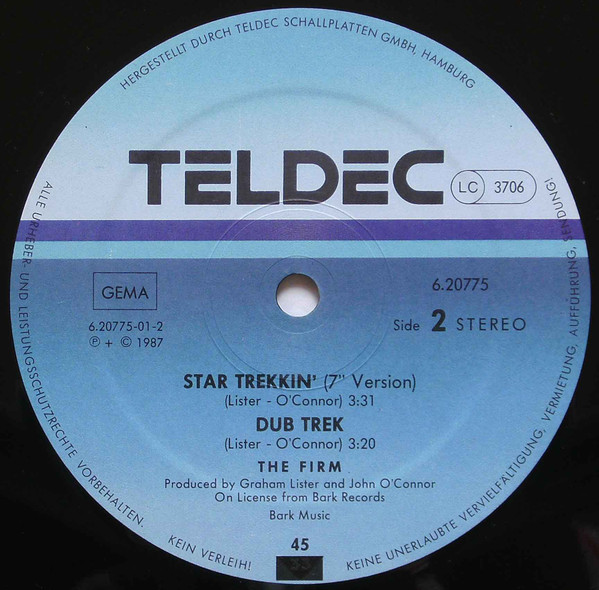 HERGESTELLT DURCH TELDEC SCHALLPLATTEN GMBH, HAMBURG
TELDEC
LC 3706
GEMA
6.20775
6.20775-01-2
Side 2 STEREO
℗ + © 1987
STAR TREKKIN' (7" Version)
(Lister - O'Connor) 3:31
DUB TREK
(Lister - O'Connor) 3:20
THE FIRM
Produced by Graham Lister and John O'Connor
On License from Bark Records
Bark Music
45
33
ALLE URHEBER- UND LEISTUNGSSCHUTZRECHTE VORBEHALTEN.
KEIN VERLEIH!
KEINE UNERLAUBTE VERVIELFÄLTIGUNG, VERMIETUNG, AUFFÜHRUNG, SENDUNG!